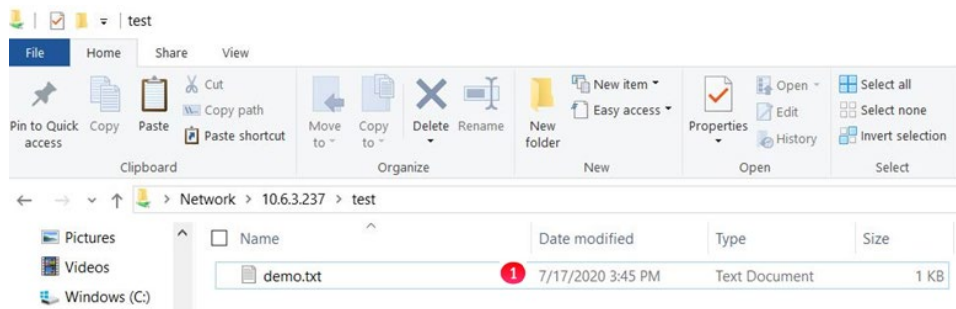 test
File Home Share View
Pin to Quick access
Copy
Paste
Cut
Copy path
Paste shortcut
Clipboard
Move to
Copy to
Delete
Rename
Organize
New folder
New item
Easy access
New
Properties
Open
Edit
History
Open
Select all
Select none
Invert selection
Select
Network > 10.6.3.237 > test
Pictures
Videos
Windows (C:)
Name Date modified Type Size
demo.txt 1 7/17/2020 3:45 PM Text Document 1 KB